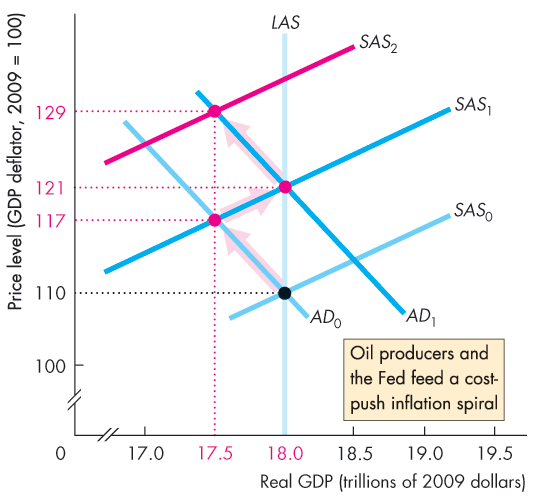 Price level (GDP deflator, 2009 = 100)
LAS
SAS2
129
SAS1
121
117
SAS0
110
AD0
AD1
Oil producers and
the Fed feed a cost-
push inflation spiral
100
0
17.0
17.5
18.0
18.5
19.0
19.5
Real GDP (trillions of 2009 dollars)